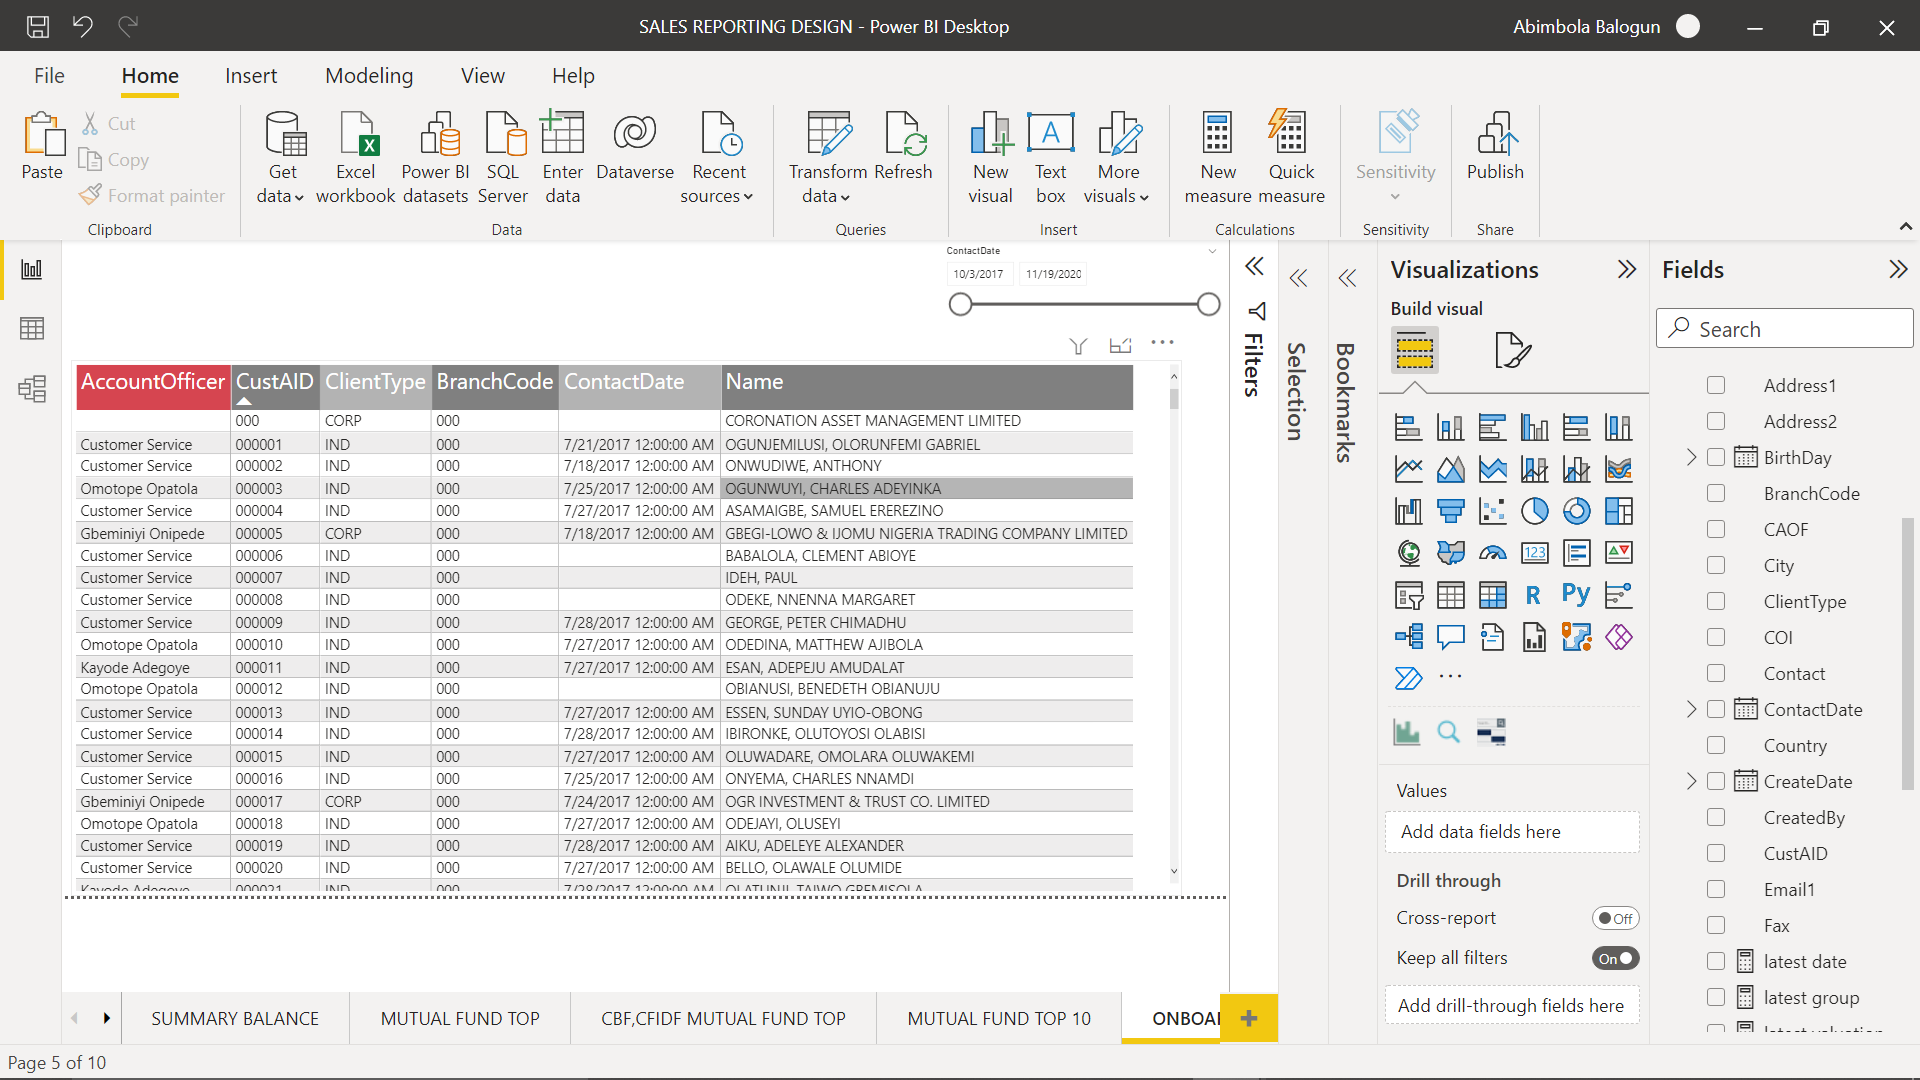 SALES REPORTING DESIGN - Power BI Desktop
Abimbola Balogun
File Home Insert Modeling View Help
Paste
Cut
Copy
Format painter
Clipboard
Get data
Excel workbook
Power BI datasets
SQL Server
Enter data
Dataverse
Recent sources
Data
Transform data
Refresh
Queries
New visual
Text box
More visuals
Insert
New measure
Quick measure
Calculations
Sensitivity
Sensitivity
Publish
Share
ContactDate
10/3/2017 11/19/2020
AccountOfficer CustAID ClientType BranchCode ContactDate Name
000 CORP 000 CORONATION ASSET MANAGEMENT LIMITED
Customer Service 000001 IND 000 7/21/2017 12:00:00 AM OGUNJEMILUSI, OLORUNFEMI GABRIEL
Customer Service 000002 IND 000 7/18/2017 12:00:00 AM ONWUDIWE, ANTHONY
Omotope Opatola 000003 IND 000 7/25/2017 12:00:00 AM OGUNWUYI, CHARLES ADEYINKA
Customer Service 000004 IND 000 7/27/2017 12:00:00 AM ASAMAIGBE, SAMUEL EREREZINO
Gbeminiyi Onipede 000005 CORP 000 7/18/2017 12:00:00 AM GBEGI-LOWO & IJOMU NIGERIA TRADING COMPANY LIMITED
Customer Service 000006 IND 000 BABALOLA, CLEMENT ABIOYE
Customer Service 000007 IND 000 IDEH, PAUL
Customer Service 000008 IND 000 ODEKE, NNENNA MARGARET
Customer Service 000009 IND 000 7/28/2017 12:00:00 AM GEORGE, PETER CHIMADHU
Omotope Opatola 000010 IND 000 7/27/2017 12:00:00 AM ODEDINA, MATTHEW AJIBOLA
Kayode Adegoye 000011 IND 000 7/27/2017 12:00:00 AM ESAN, ADEPEJU AMUDALAT
Omotope Opatola 000012 IND 000 OBIANUSI, BENEDETH OBIANUJU
Customer Service 000013 IND 000 7/27/2017 12:00:00 AM ESSEN, SUNDAY UYIO-OBONG
Customer Service 000014 IND 000 7/28/2017 12:00:00 AM IBIRONKE, OLUTOYOSI OLABISI
Customer Service 000015 IND 000 7/27/2017 12:00:00 AM OLUWADARE, OMOLARA OLUWAKEMI
Customer Service 000016 IND 000 7/25/2017 12:00:00 AM ONYEMA, CHARLES NNAMDI
Gbeminiyi Onipede 000017 CORP 000 7/24/2017 12:00:00 AM OGR INVESTMENT & TRUST CO. LIMITED
Omotope Opatola 000018 IND 000 7/27/2017 12:00:00 AM ODEJAYI, OLUSEYI
Customer Service 000019 IND 000 7/28/2017 12:00:00 AM AIKU, ADELEYE ALEXANDER
Customer Service 000020 IND 000 7/27/2017 12:00:00 AM BELLO, OLAWALE OLUMIDE
Kayode Adegoye 000021 IND 000 7/28/2017 12:00:00 AM OLATUNJI, TAIWO GBEMISOLA
Filters
Selection
Bookmarks
Visualizations
Build visual
123
R
Py
Values
Add data fields here
Drill through
Cross-report Off
Keep all filters On
Add drill-through fields here
Fields
Search
Address1
Address2
BirthDay
BranchCode
CAOF
City
ClientType
COI
Contact
ContactDate
Country
CreateDate
CreatedBy
CustAID
Email1
Fax
latest date
latest group
latest valuation
SUMMARY BALANCE
MUTUAL FUND TOP
CBF,CFIDF MUTUAL FUND TOP
MUTUAL FUND TOP 10
ONBOA
Page 5 of 10